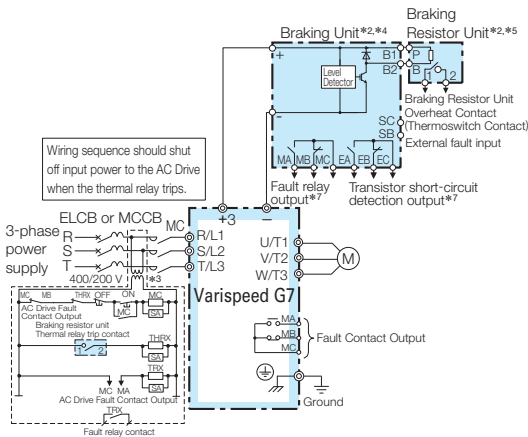 Braking Unit*2,*4
Braking
Resistor Unit*2,*5
+
B1
P
B2
B
1 2
Level
Detector
-
SC
SB
Braking Resistor Unit
Overheat Contact
(Thermoswitch Contact)
External fault input
MA MB MC EA EB EC
Fault relay
output*7
Transistor short-circuit
detection output*7
Wiring sequence should shut
off input power to the AC Drive
when the thermal relay trips.
+3 −
ELCB or MCCB
MC
3-phase
power
supply
R
S
T
R/L1
S/L2
T/L3
400/200 V
*3
U/T1
V/T2
W/T3
M
Varispeed G7
MC MB THRX OFF ON MC
MC
SA
AC Drive Fault
Contact Output
Braking resistor unit
Thermal relay trip contact
1 2
THRX
SA
TRX
SA
MC MA
AC Drive Fault Contact Output
TRX
Fault relay contact
MA
MB
MC
Fault Contact Output
Ground